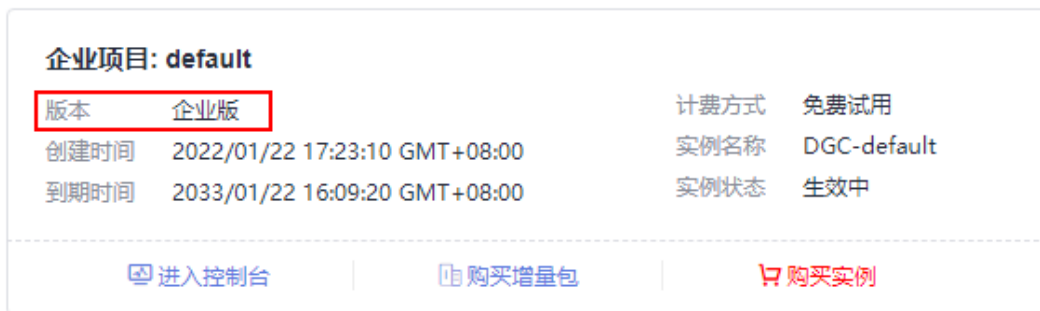 企业项目: default
版本 企业版 计费方式 免费试用
创建时间 2022/01/22 17:23:10 GMT+08:00 实例名称 DGC-default
到期时间 2033/01/22 16:09:20 GMT+08:00 实例状态 生效中
进入控制台 购买增量包 购买实例